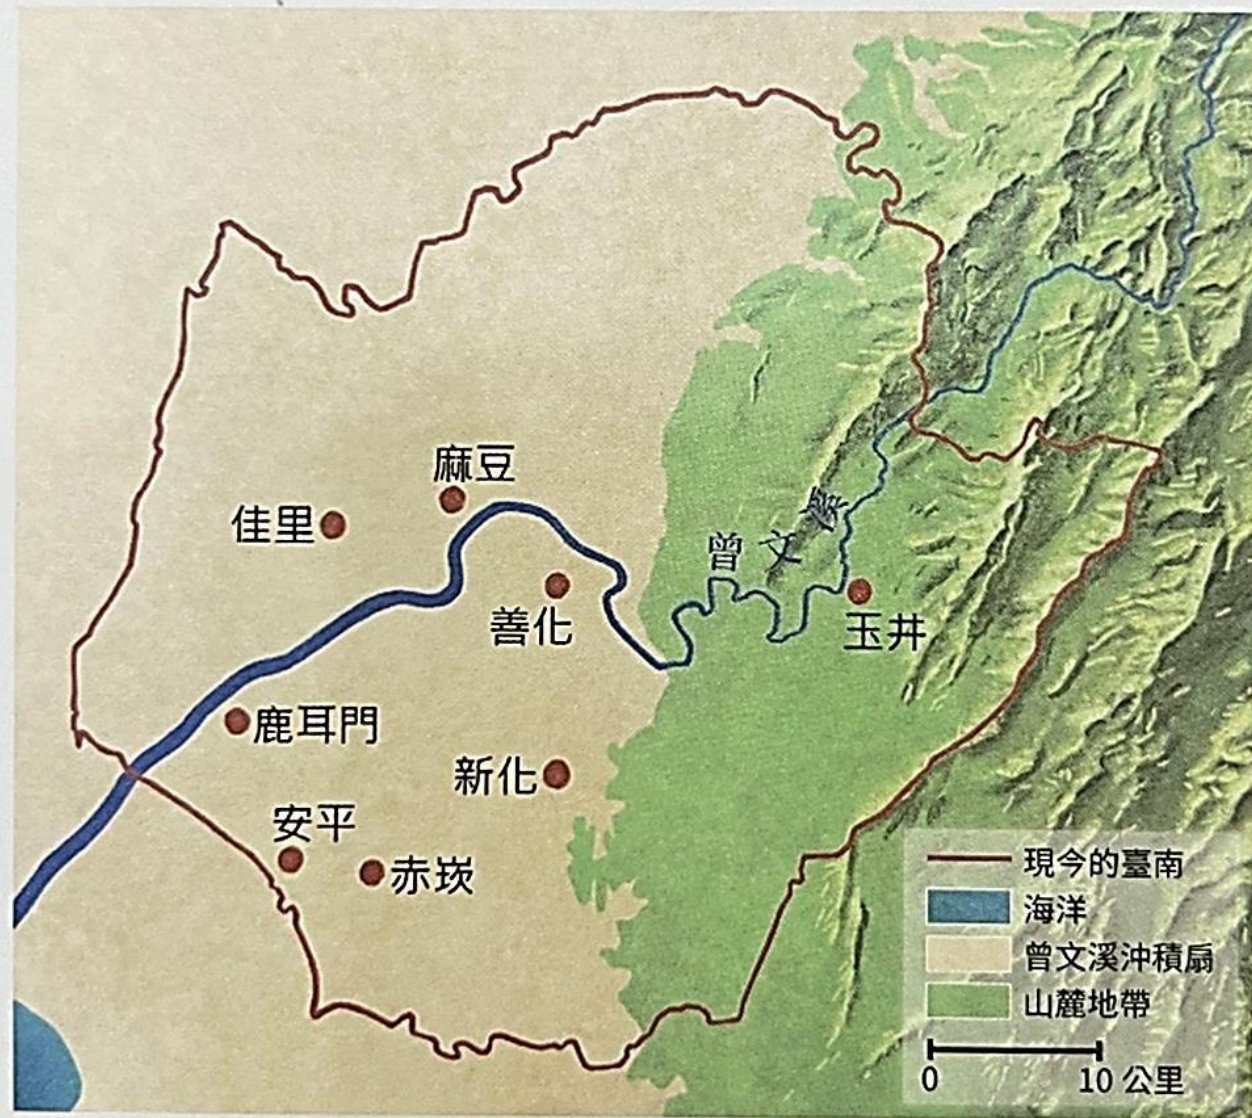 麻豆
佳里
曾文溪
善化
玉井
鹿耳門
新化
安平
赤崁
現今的臺南
海洋
曾文溪沖積扇
山麓地帶
0 10 公里